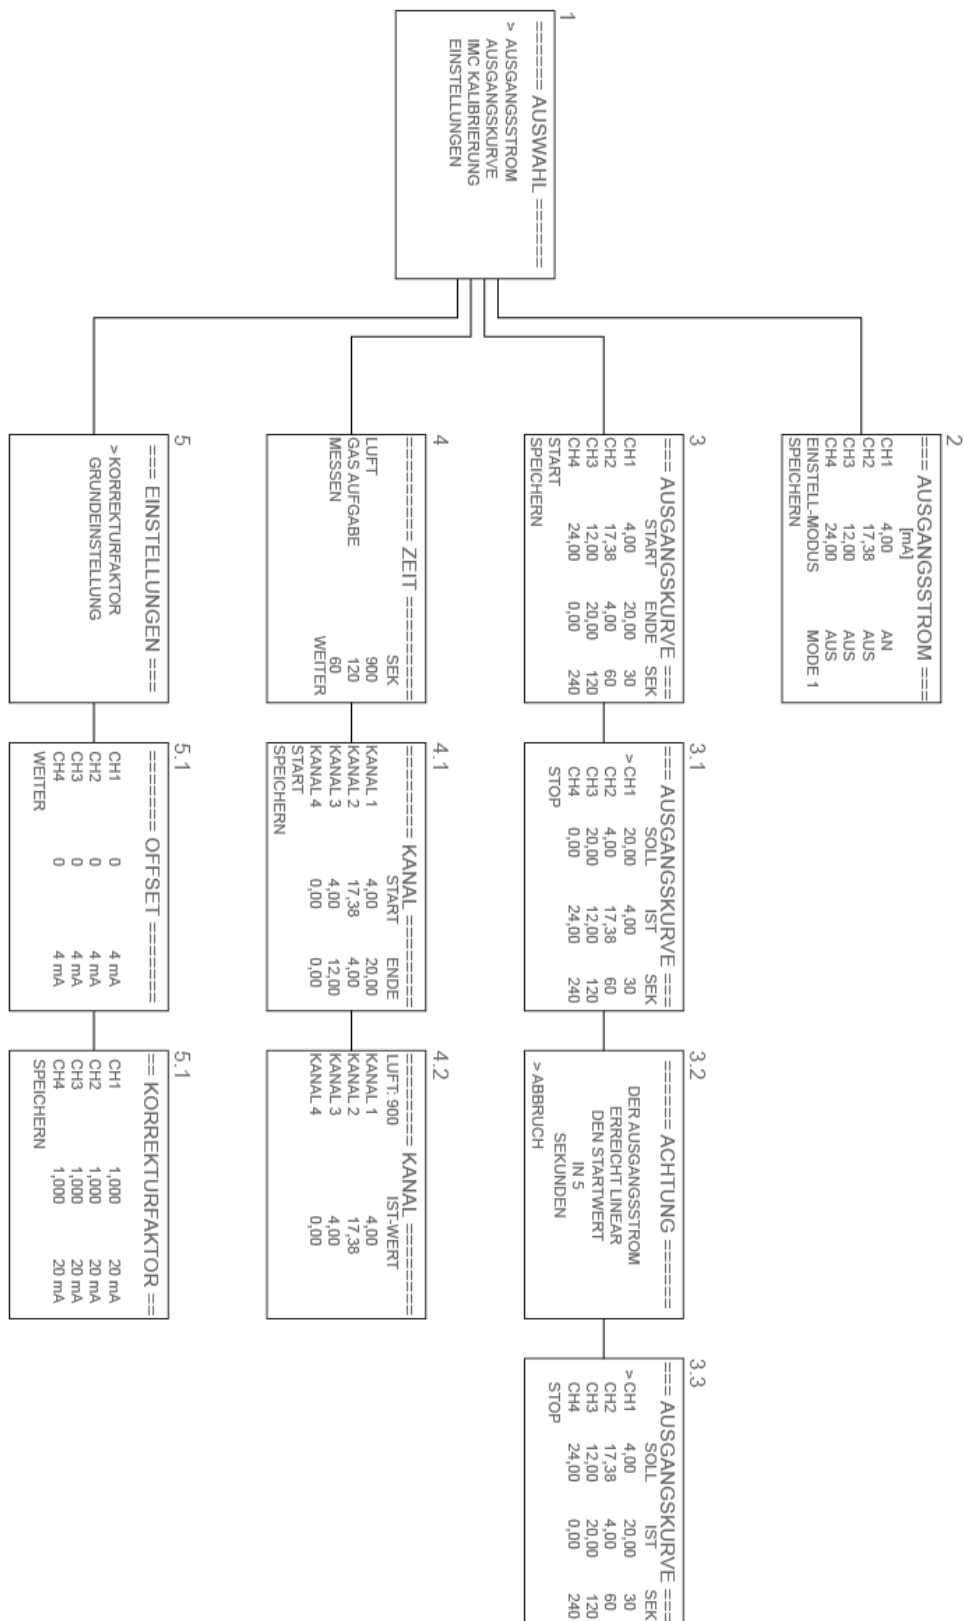 1
====== AUSWAHL ======
> AUSGANGSSTROM
AUSGANGSKURVE
IMC KALIBRIERUNG
EINSTELLUNGEN
2
=== AUSGANGSSTROM ===
[mA]
CH1 4,00 AN
CH2 17,38 AUS
CH3 12,00 AUS
CH4 24,00 AUS
EINSTELL-MODUS MODE 1
SPEICHERN
3
=== AUSGANGSKURVE ===
START ENDE SEK
CH1 4,00 20,00 30
CH2 17,38 4,00 60
CH3 12,00 20,00 120
CH4 24,00 0,00 240
START
SPEICHERN
3.1
=== AUSGANGSKURVE ===
SOLL IST SEK
> CH1 20,00 4,00 30
CH2 4,00 17,38 60
CH3 20,00 12,00 120
CH4 0,00 24,00 240
STOP
3.2
====== ACHTUNG ======
DER AUSGANGSSTROM
ERREICHT LINEAR
DEN STARTWERT
IN 5
SEKUNDEN
> ABBRUCH
3.3
=== AUSGANGSKURVE ===
SOLL IST SEK
> CH1 4,00 20,00 30
CH2 17,38 4,00 60
CH3 12,00 20,00 120
CH4 24,00 0,00 240
STOP
4
========= ZEIT =========
SEK
LUFT 900
GAS AUFGABE 120
MESSEN 60
WEITER
4.1
======== KANAL ========
START ENDE
KANAL 1 4,00 20,00
KANAL 2 17,38 4,00
KANAL 3 4,00 12,00
KANAL 4 0,00 0,00
START
SPEICHERN
4.2
======== KANAL ========
LUFT: 900 IST-WERT
KANAL 1 4,00
KANAL 2 17,38
KANAL 3 4,00
KANAL 4 0,00
5
=== EINSTELLUNGEN ===
> KORREKTURFAKTOR
GRUNDEINSTELLUNG
5.1
======= OFFSET =======
CH1 0 4 mA
CH2 0 4 mA
CH3 0 4 mA
CH4 0 4 mA
WEITER
5.1
== KORREKTURFAKTOR ==
CH1 1,000 20 mA
CH2 1,000 20 mA
CH3 1,000 20 mA
CH4 1,000 20 mA
SPEICHERN